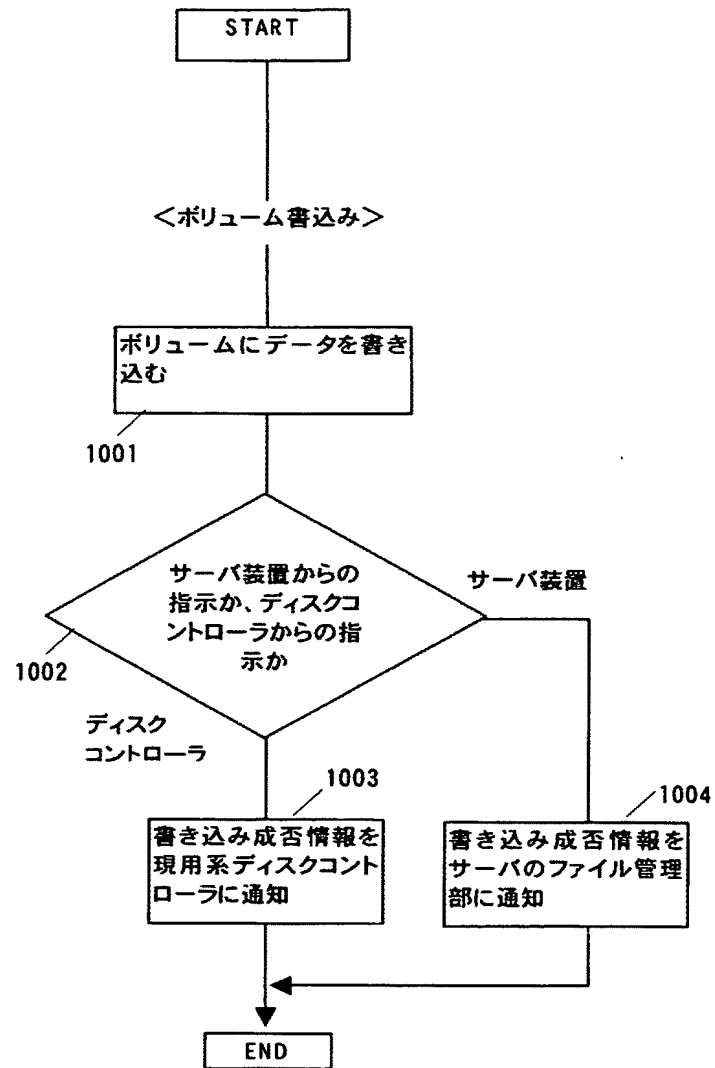 START
<ボリューム書込み>
ボリュームにデータを書き
込む
1001
サーバ装置からの
指示か、ディスクコ
ントローラからの指
示か
サーバ装置
1002
ディスク
コントローラ
1003
書き込み成否情報を
現用系ディスクコント
ローラに通知
1004
書き込み成否情報を
サーバのファイル管理
部に通知
END